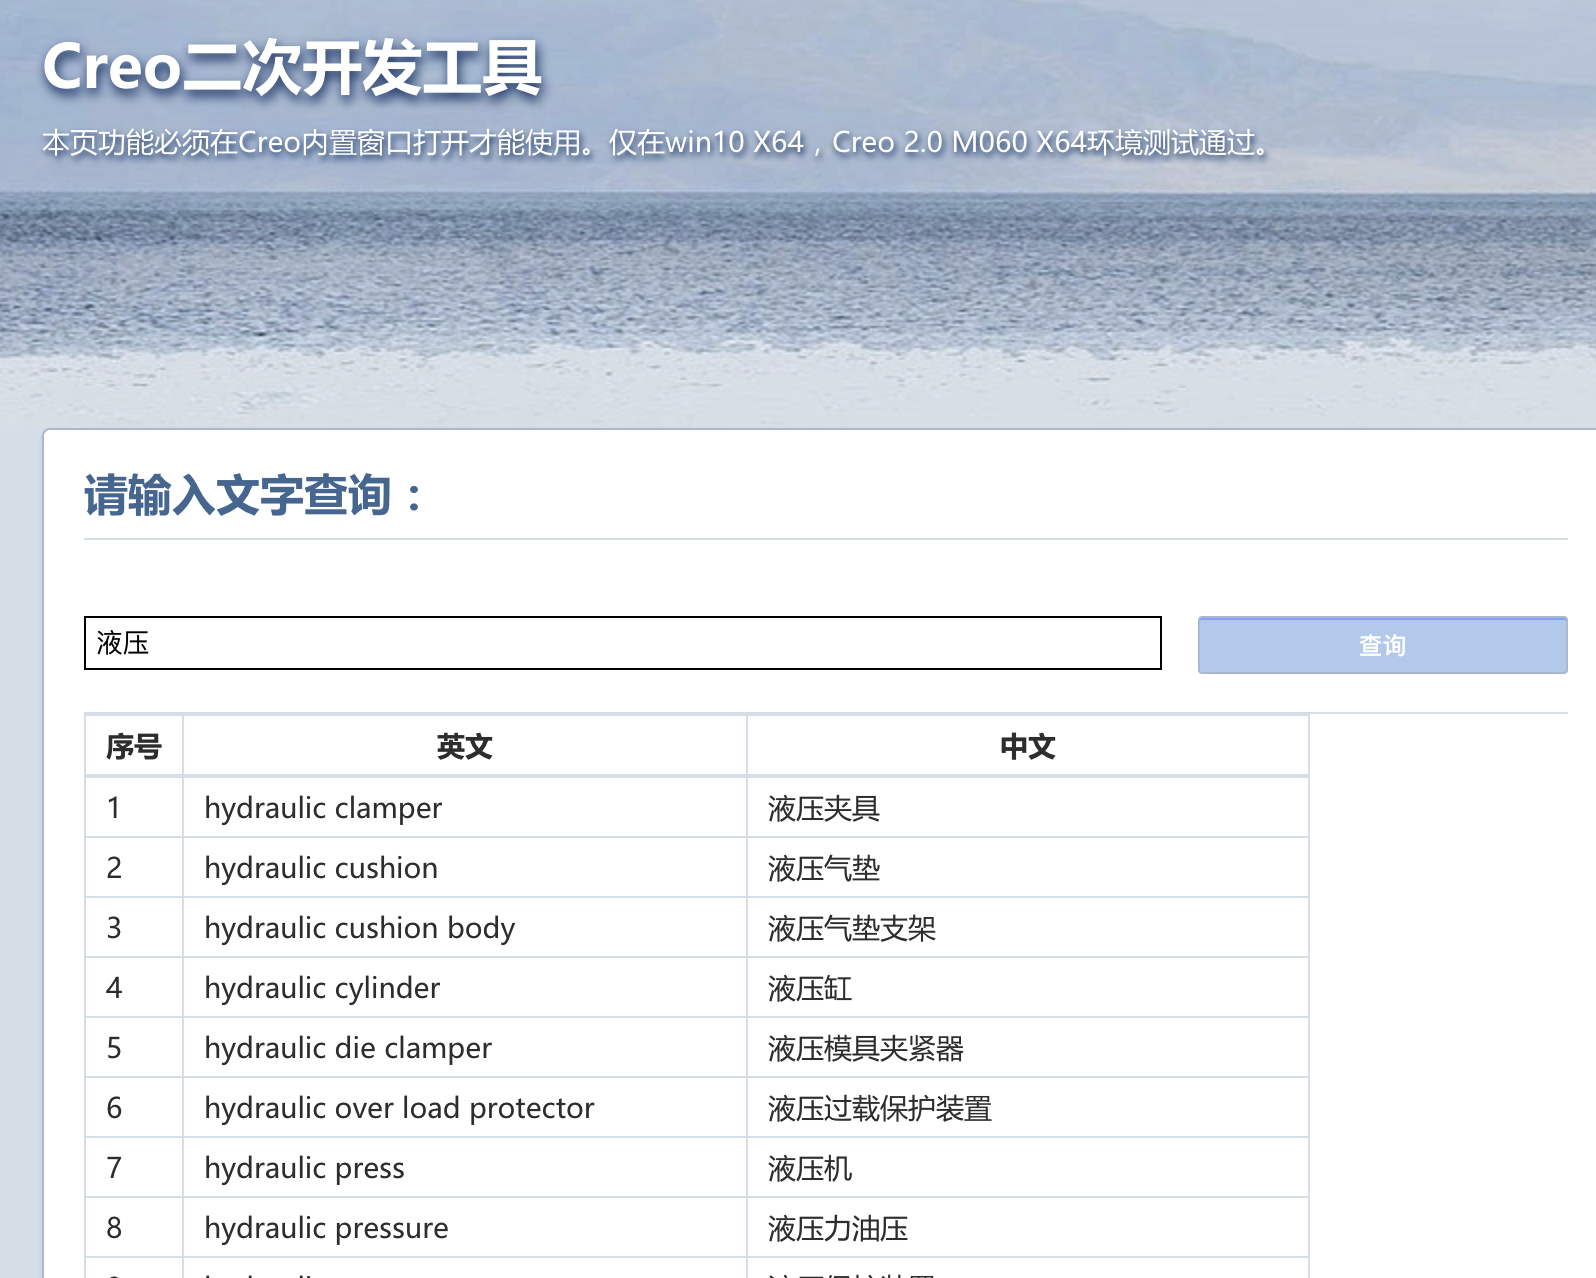 Creo二次开发工具
本页功能必须在Creo内置窗口打开才能使用。仅在win10 X64，Creo 2.0 M060 X64环境测试通过。
请输入文字查询：
液压
查询
序号 英文 中文
1 hydraulic clamper 液压夹具
2 hydraulic cushion 液压气垫
3 hydraulic cushion body 液压气垫支架
4 hydraulic cylinder 液压缸
5 hydraulic die clamper 液压模具夹紧器
6 hydraulic over load protector 液压过载保护装置
7 hydraulic press 液压机
8 hydraulic pressure 液压力油压